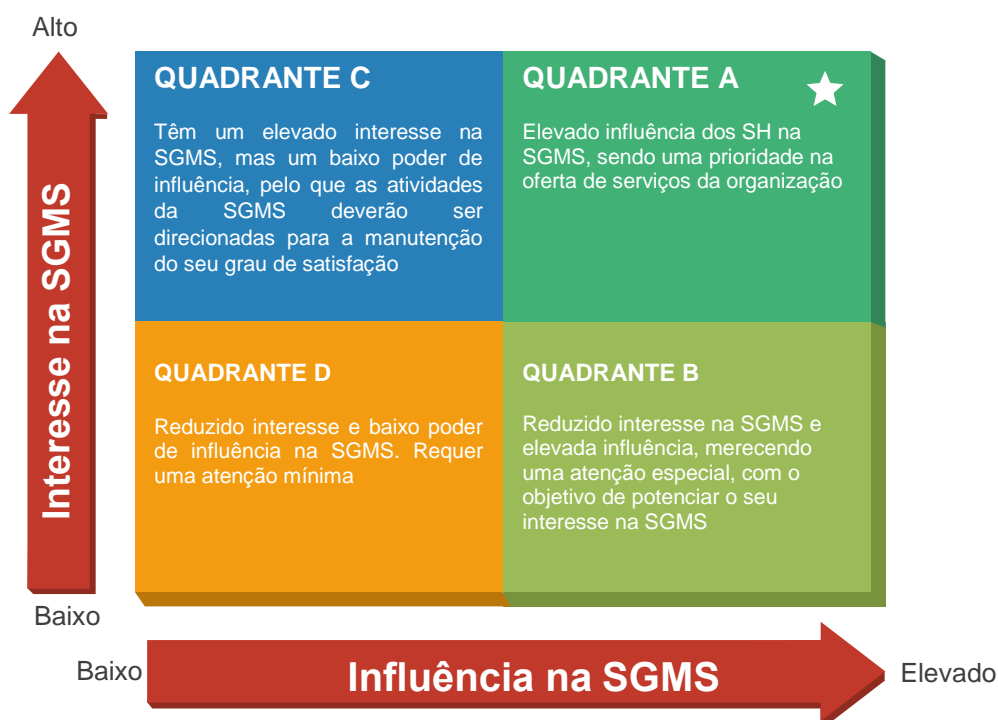 Alto
QUADRANTE C
Têm um elevado interesse na
SGMS, mas um baixo poder de
influência, pelo que as atividades
da SGMS deverão ser
direcionadas para a manutenção
do seu grau de satisfação
QUADRANTE A
Elevado influência dos SH na
SGMS, sendo uma prioridade na
oferta de serviços da organização
Interesse na SGMS
QUADRANTE D
Reduzido interesse e baixo poder
de influência na SGMS. Requer
uma atenção mínima
QUADRANTE B
Reduzido interesse na SGMS e
elevada influência, merecendo
uma atenção especial, com o
objetivo de potenciar o seu
interesse na SGMS
Baixo
Baixo
Influência na SGMS
Elevado